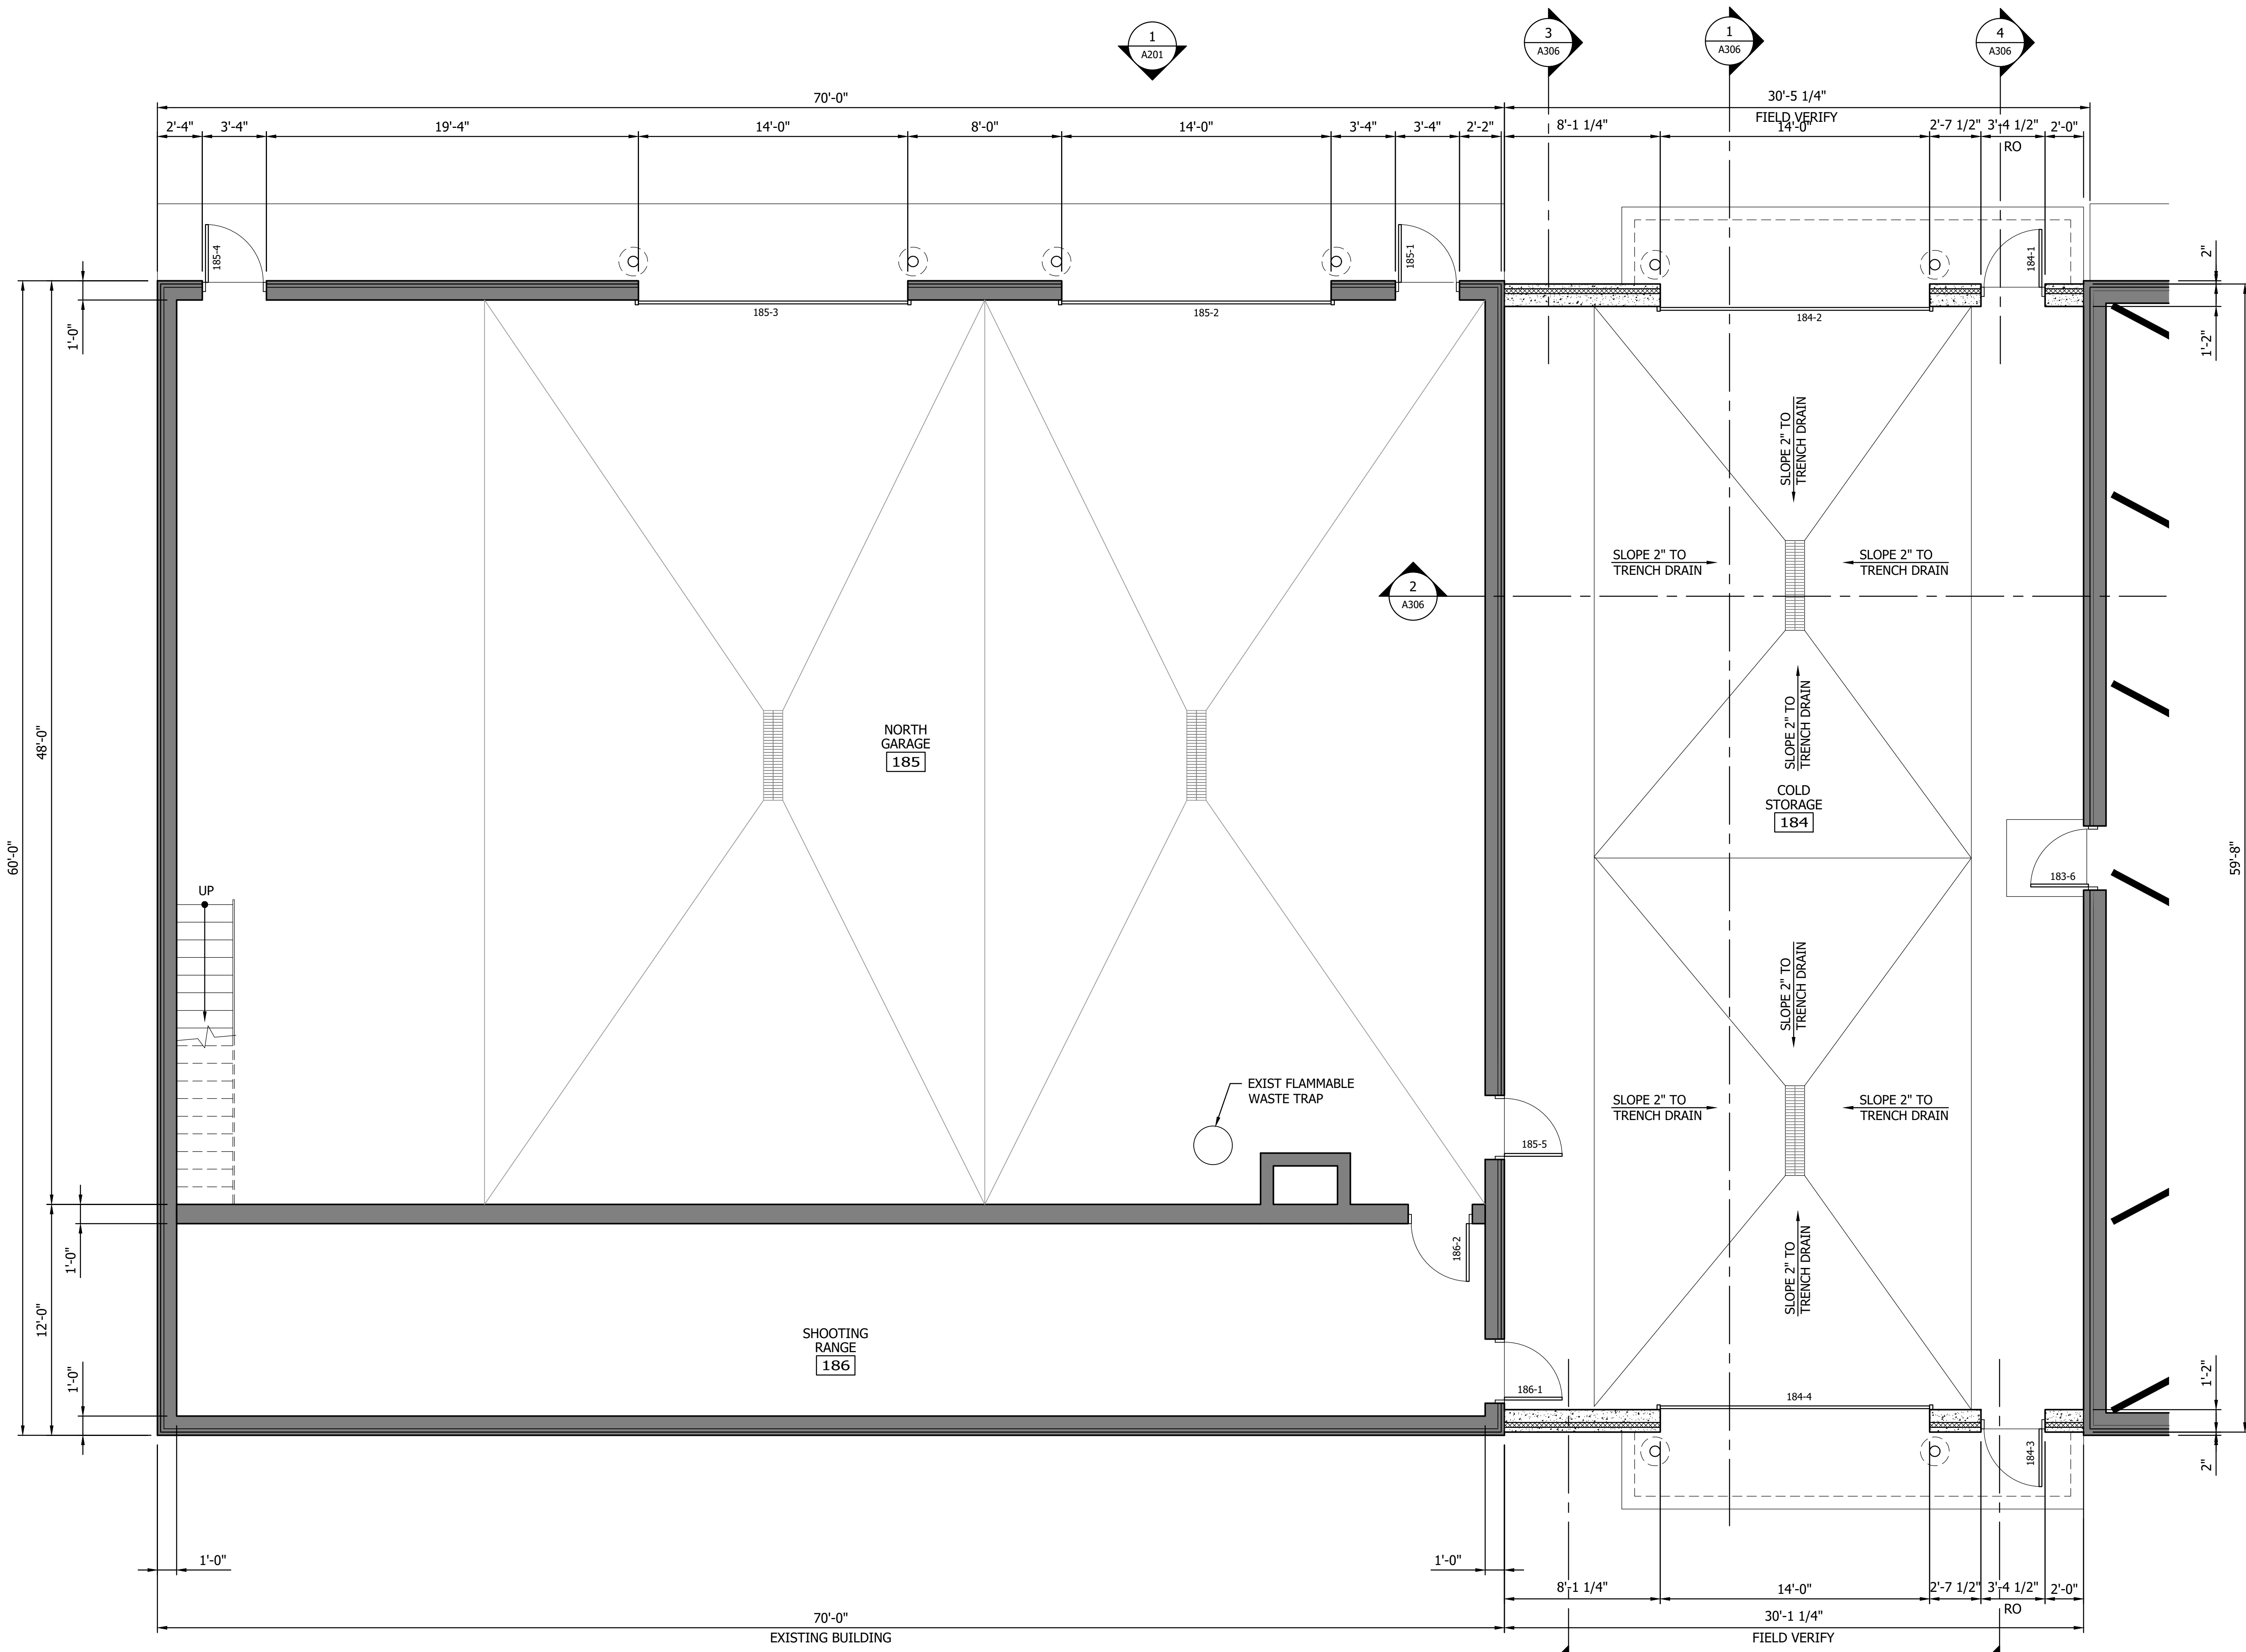 1
A201
3
A306
1
A306
4
A306
70'-0"
30'-5 1/4"
FIELD VERIFY
2'-4"
3'-4"
19'-4"
14'-0"
8'-0"
14'-0"
3'-4"
3'-4"
2'-2"
8'-1 1/4"
14'-0"
2'-7 1/2"
3'-4 1/2"
RO
2'-0"
185-4
185-1
184-1
2"
1'-0"
185-3
185-2
184-2
1'-2"
SLOPE 2" TO
TRENCH DRAIN
SLOPE 2" TO
TRENCH DRAIN
SLOPE 2" TO
TRENCH DRAIN
2
A306
48'-0"
NORTH
GARAGE
185
SLOPE 2" TO
TRENCH DRAIN
COLD
STORAGE
184
60'-0"
59'-8"
UP
183-6
SLOPE 2" TO
TRENCH DRAIN
EXIST FLAMMABLE
WASTE TRAP
SLOPE 2" TO
TRENCH DRAIN
SLOPE 2" TO
TRENCH DRAIN
185-5
1'-0"
186-2
SLOPE 2" TO
TRENCH DRAIN
12'-0"
SHOOTING
RANGE
186
1'-0"
186-1
184-4
1'-2"
184-3
2"
1'-0"
1'-0"
8'-1 1/4"
14'-0"
2'-7 1/2"
3'-4 1/2"
RO
2'-0"
70'-0"
EXISTING BUILDING
30'-1 1/4"
FIELD VERIFY